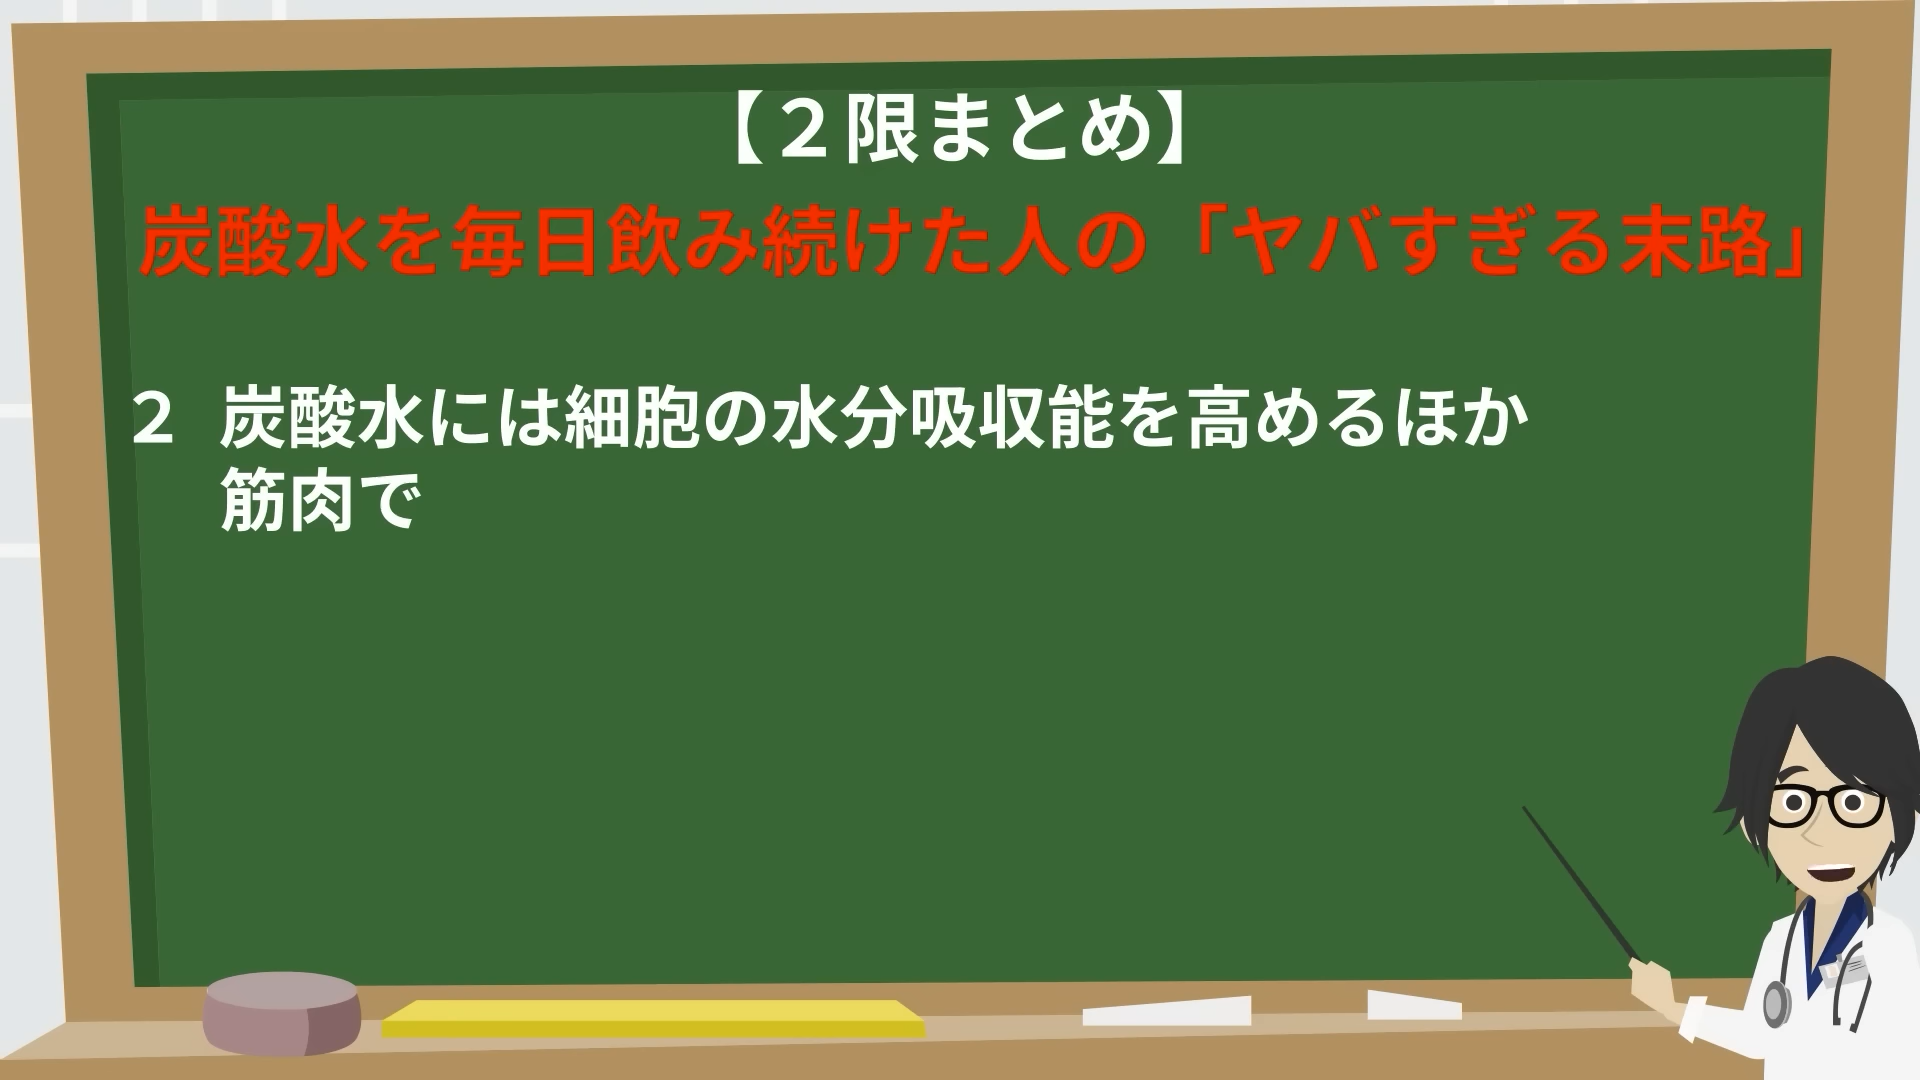 【２限まとめ】
炭酸水を毎日飲み続けた人の「ヤバすぎる末路」
２ 炭酸水には細胞の水分吸収能を高めるほか
筋肉で